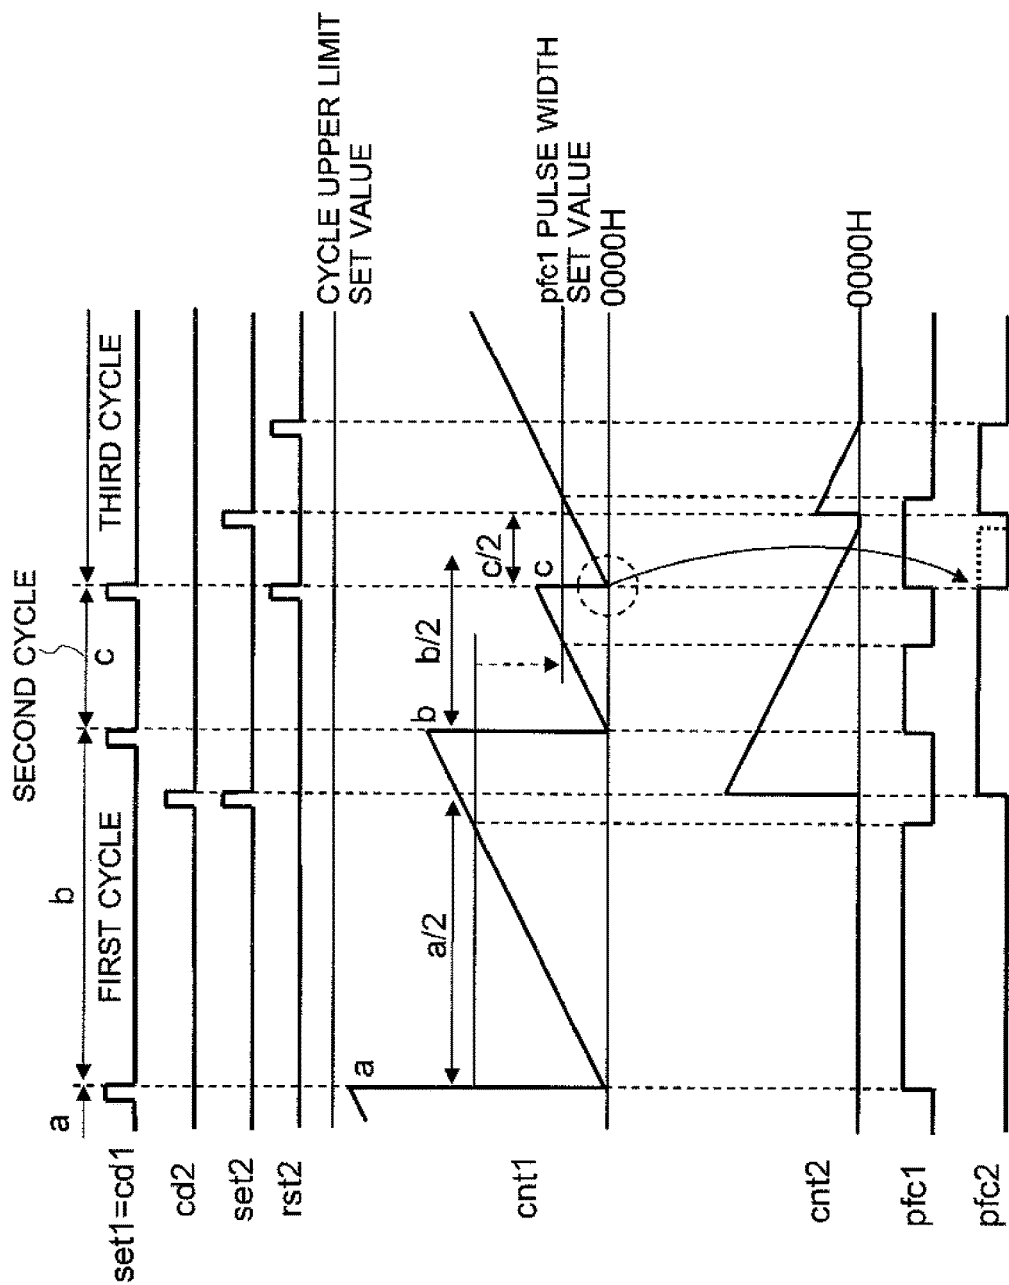 SECOND CYCLE
a
b
c
FIRST CYCLE
THIRD CYCLE
set1=cd1
cd2
set2
rst2
CYCLE UPPER LIMIT
SET VALUE
a
b
a/2
b/2
c
c/2
cnt1
pfc1 PULSE WIDTH
SET VALUE
0000H
cnt2
0000H
pfc1
pfc2